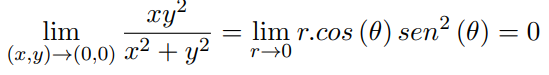 lim_{(x,y)→(0,0)} xy²/(x² + y²) = lim_{r→0} r.cos (θ) sen² (θ) = 0